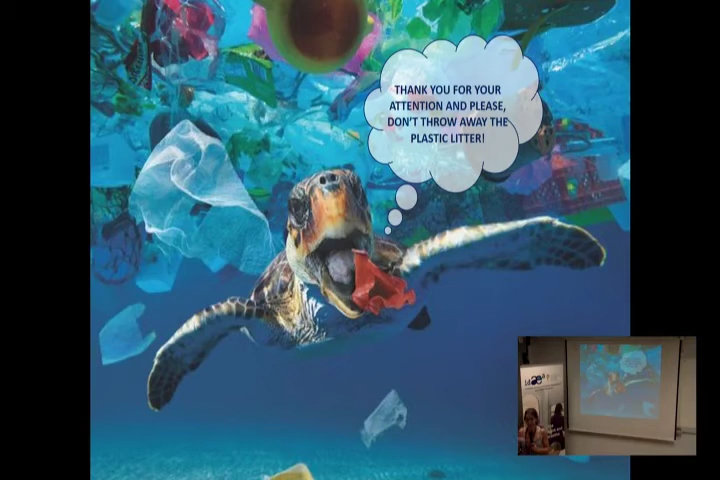 THANK YOU FOR YOUR
ATTENTION AND PLEASE,
DON'T THROW AWAY THE
PLASTIC LITTER!